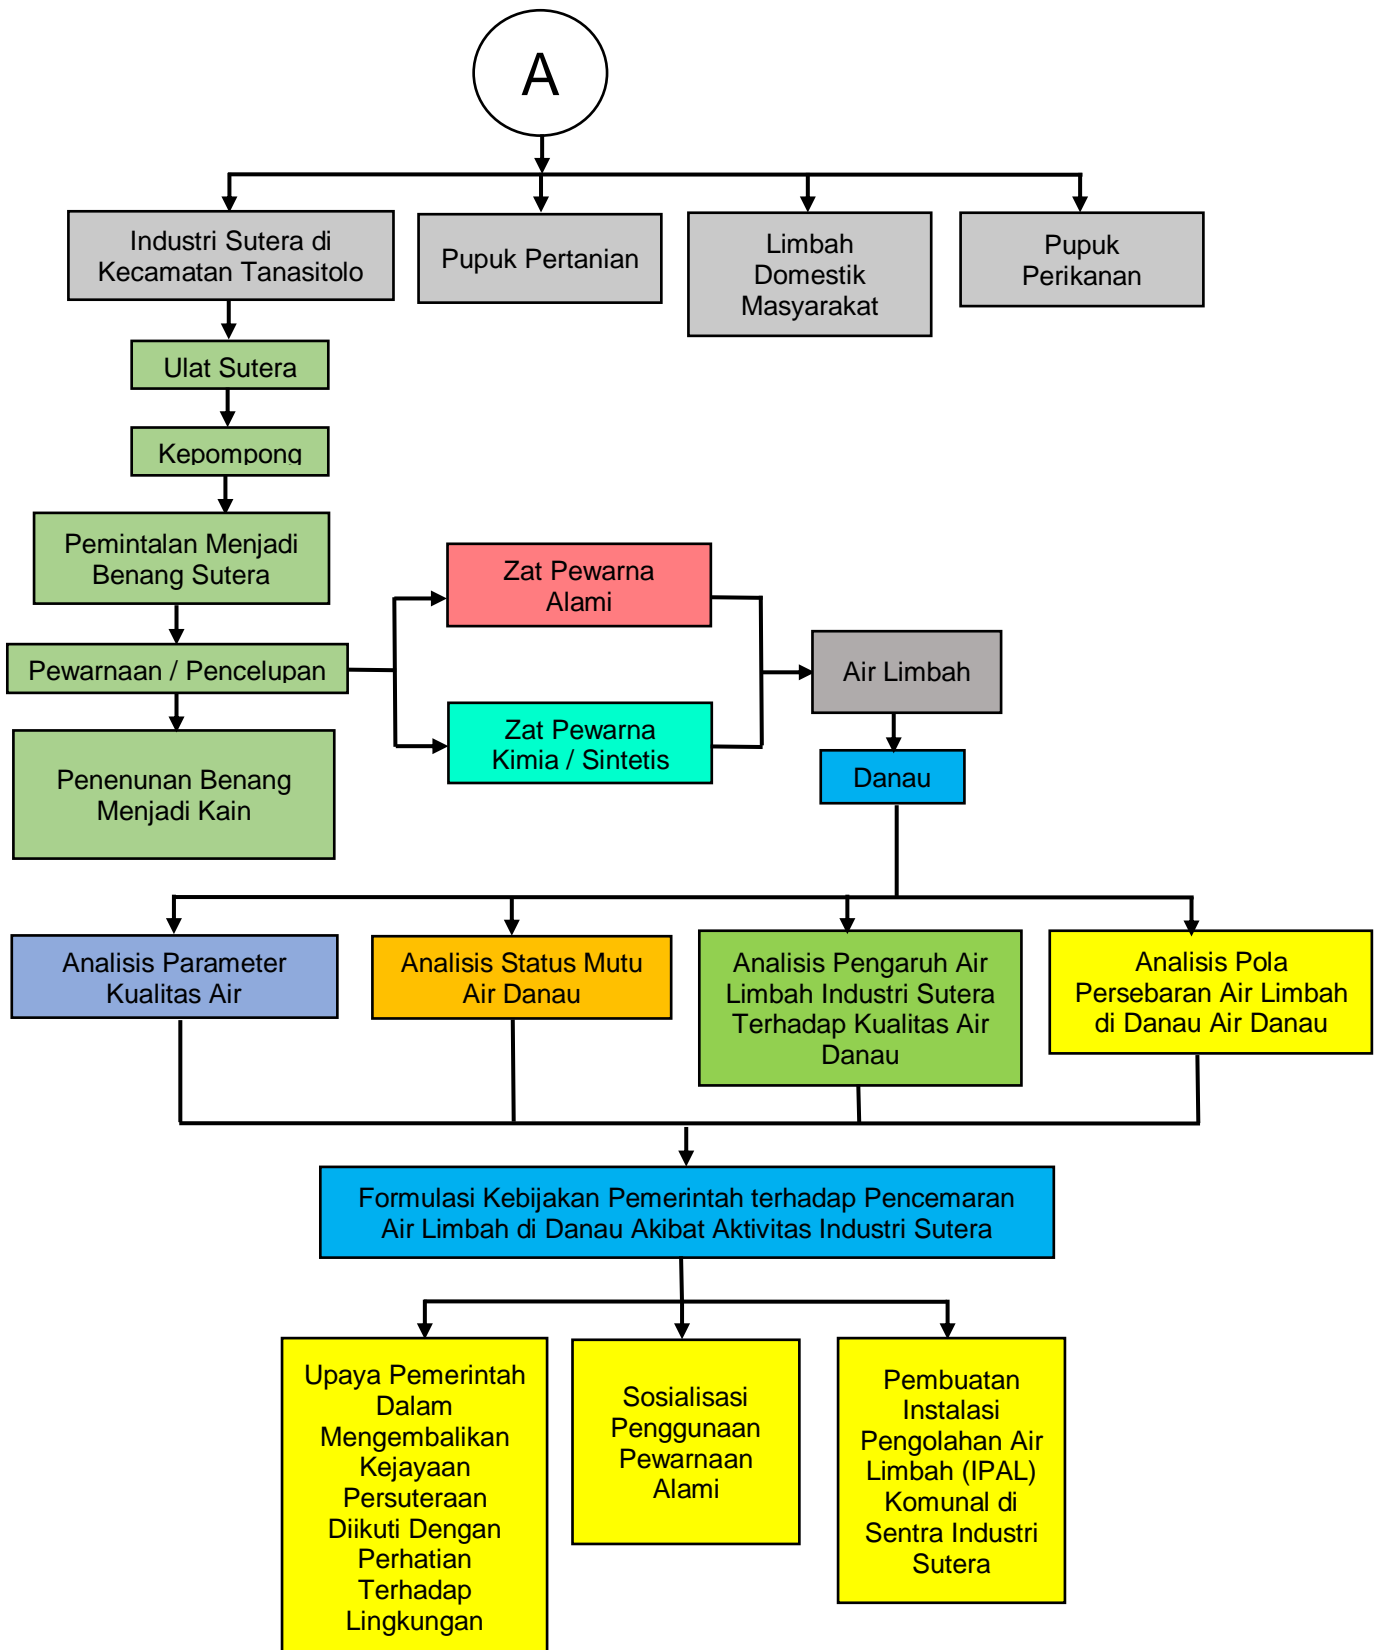 A
Industri Sutera di
Kecamatan Tanasitolo
Pupuk Pertanian
Limbah
Domestik
Masyarakat
Pupuk
Perikanan
Ulat Sutera
Kepompong
Pemintalan Menjadi
Benang Sutera
Zat Pewarna
Alami
Pewarnaan / Pencelupan
Air Limbah
Zat Pewarna
Kimia / Sintetis
Penenunan Benang
Menjadi Kain
Danau
Analisis Parameter
Kualitas Air
Analisis Status Mutu
Air Danau
Analisis Pengaruh Air
Limbah Industri Sutera
Terhadap Kualitas Air
Danau
Analisis Pola
Persebaran Air Limbah
di Danau Air Danau
Formulasi Kebijakan Pemerintah terhadap Pencemaran
Air Limbah di Danau Akibat Aktivitas Industri Sutera
Upaya Pemerintah
Dalam
Mengembalikan
Kejayaan
Persuteraan
Diikuti Dengan
Perhatian
Terhadap
Lingkungan
Sosialisasi
Penggunaan
Pewarnaan
Alami
Pembuatan
Instalasi
Pengolahan Air
Limbah (IPAL)
Komunal di
Sentra Industri
Sutera